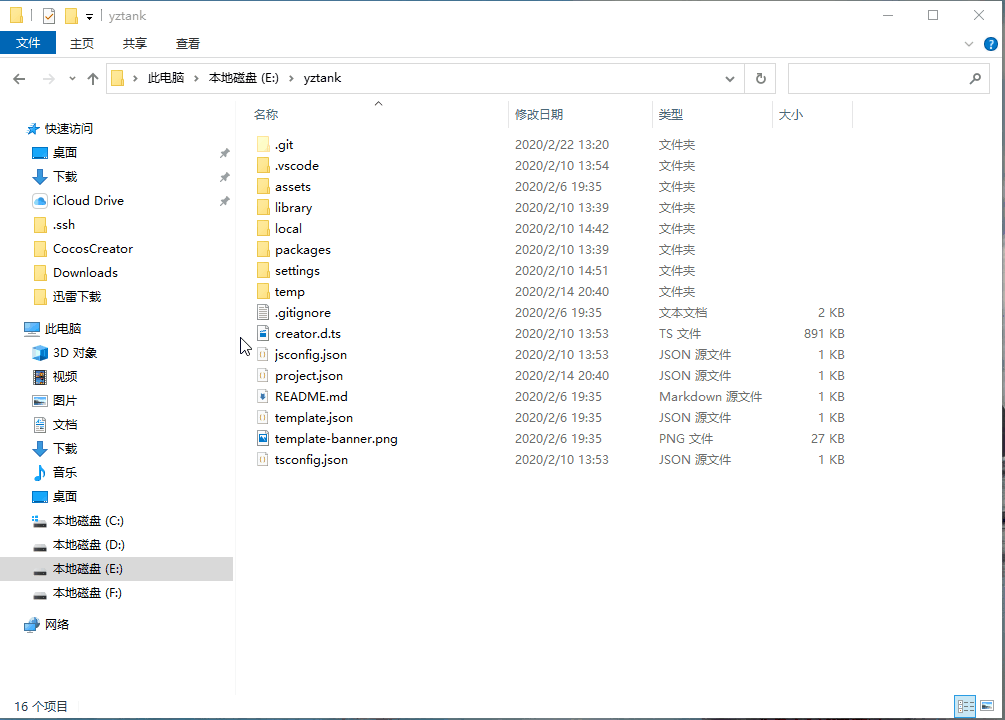 yztank
文件 主页 共享 查看
此电脑 本地磁盘 (E:) yztank
名称 修改日期 类型 大小
快速访问
桌面
下载
iCloud Drive
.ssh
CocosCreator
Downloads
迅雷下载
此电脑
3D 对象
视频
图片
文档
下载
音乐
桌面
本地磁盘 (C:)
本地磁盘 (D:)
本地磁盘 (E:)
本地磁盘 (F:)
网络
.git 2020/2/22 13:20 文件夹
.vscode 2020/2/10 13:54 文件夹
assets 2020/2/6 19:35 文件夹
library 2020/2/10 13:39 文件夹
local 2020/2/10 14:42 文件夹
packages 2020/2/10 13:39 文件夹
settings 2020/2/10 14:51 文件夹
temp 2020/2/14 20:40 文件夹
.gitignore 2020/2/6 19:35 文本文档 2 KB
creator.d.ts 2020/2/10 13:53 TS 文件 891 KB
jsconfig.json 2020/2/10 13:53 JSON 源文件 1 KB
project.json 2020/2/14 20:40 JSON 源文件 1 KB
README.md 2020/2/6 19:35 Markdown 源文件 1 KB
template.json 2020/2/6 19:35 JSON 源文件 1 KB
template-banner.png 2020/2/6 19:35 PNG 文件 27 KB
tsconfig.json 2020/2/10 13:53 JSON 源文件 1 KB
16 个项目